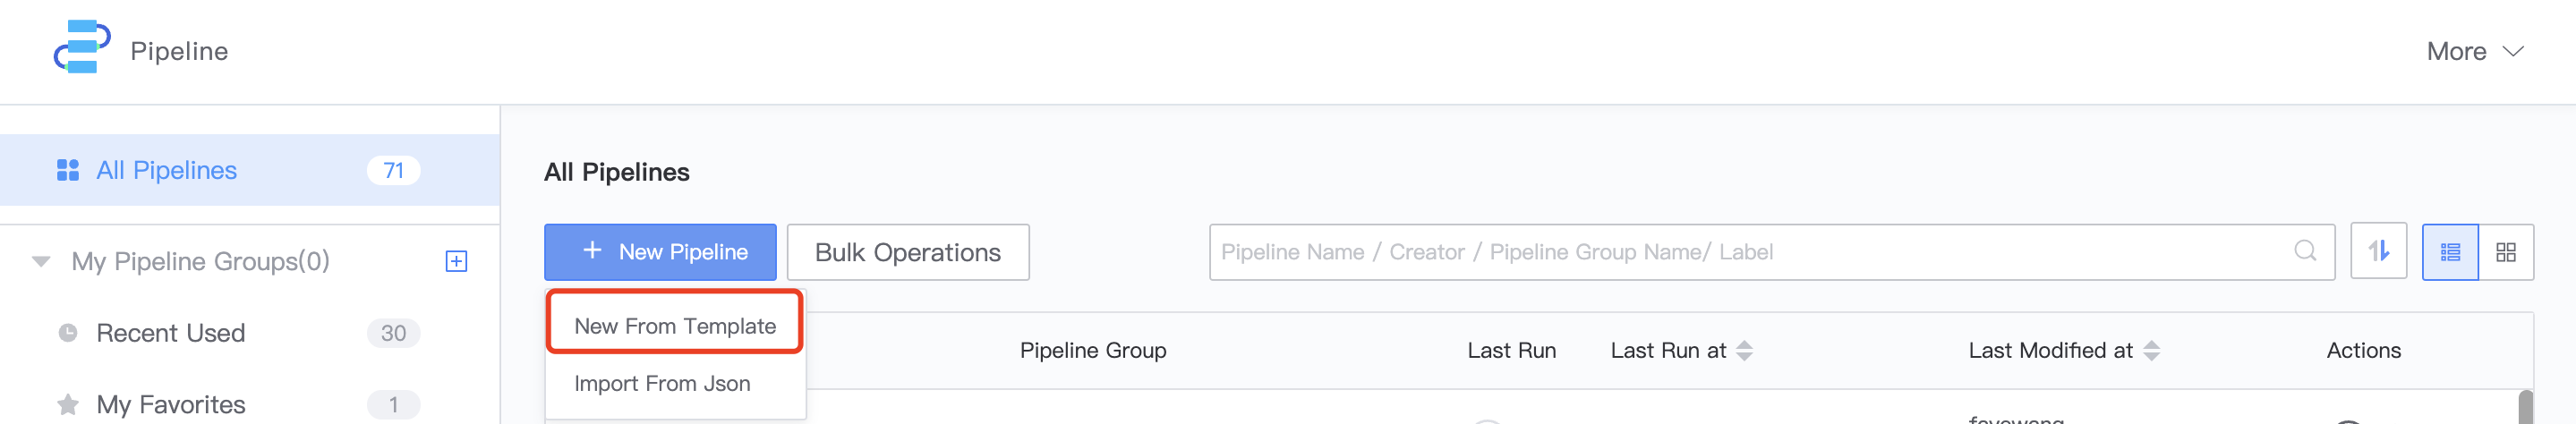 Pipeline
More
All Pipelines 71
All Pipelines
+ New Pipeline
Bulk Operations
Pipeline Name / Creator / Pipeline Group Name/ Label
My Pipeline Groups(0)
New From Template
Import From Json
Recent Used 30
Pipeline Group
Last Run
Last Run at
Last Modified at
Actions
My Favorites 1